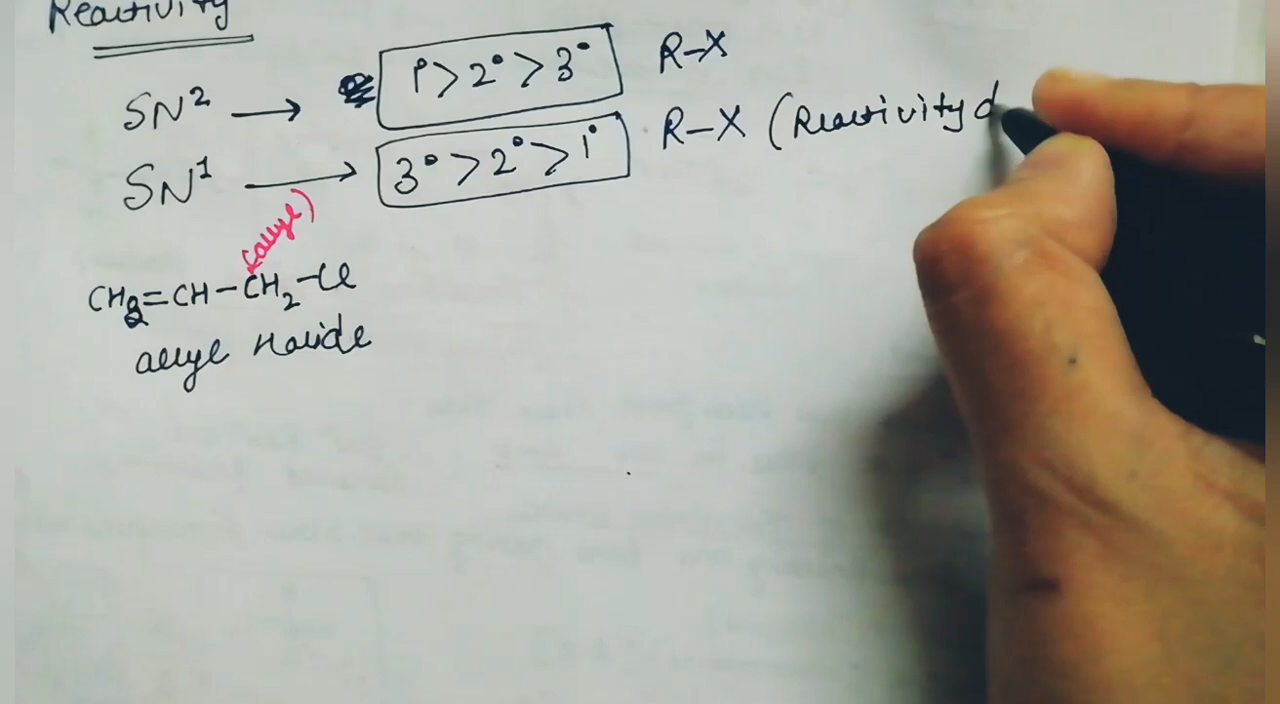 Reactivity
SN² → 1° > 2° > 3° R-X
SN¹ → 3° > 2° > 1° R-X (Reactivity d
(allyl)
CH₂=CH-CH₂-Cl
allyl Halide